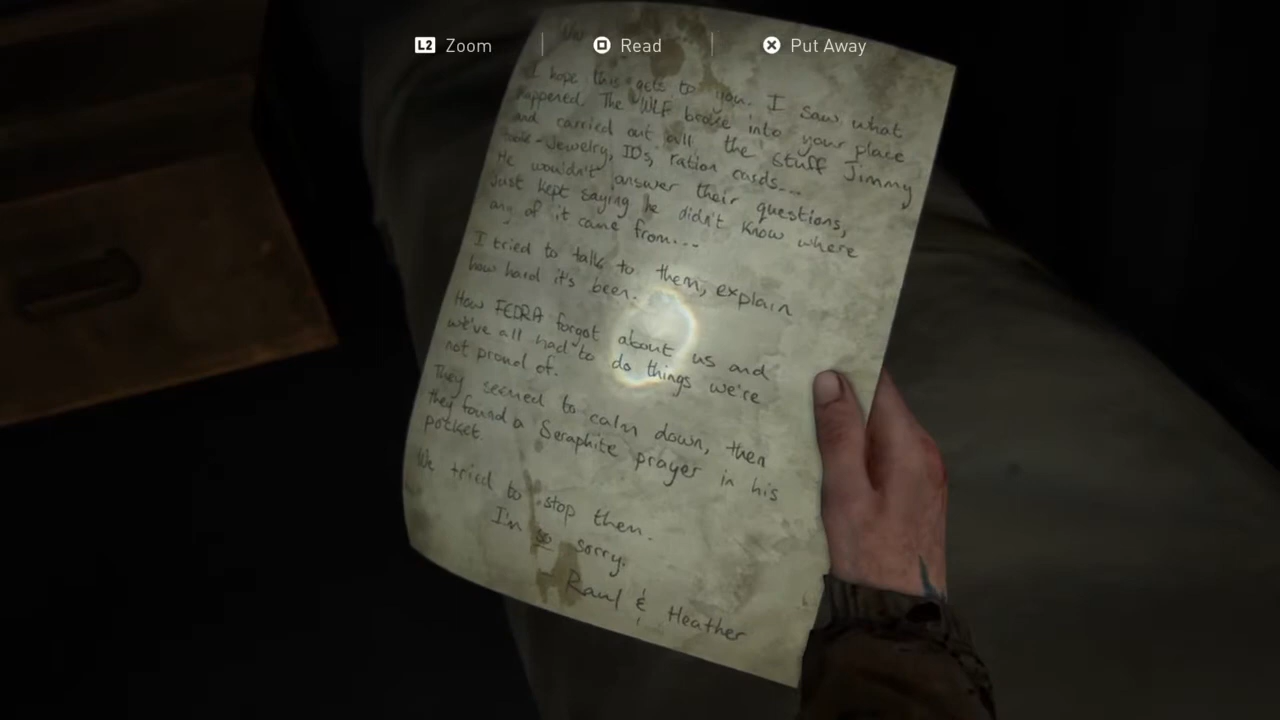 L2 Zoom | Read | Put Away
I hope this gets to you. I saw what
happened. The WLF broke into your place
and carried out all the stuff Jimmy
took - Jewelry, IDs, ration cards...
He wouldn't answer their questions,
Just kept saying he didn't know where
any of it came from...
I tried to talk to them, explain
how hard it's been.
How FEDRA forgot about us and
we've all had to do things we're
not proud of.
They seemed to calm down, then
they found a Seraphite prayer in his
pocket.
We tried to stop them.
I'm so sorry.
- Raul & Heather